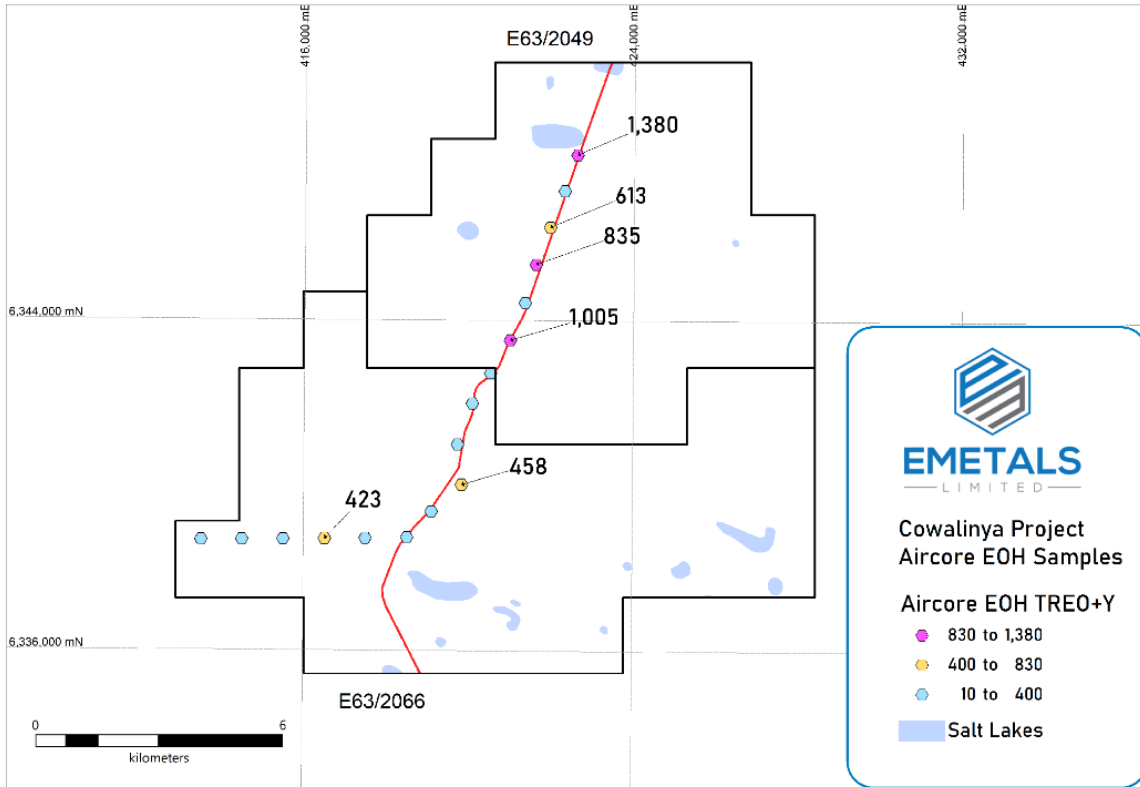 E63/2049
416,000 mE
424,000 mE
432,000 mE
1,380
613
835
6,344,000 mN
1,005
458
423
6,336,000 mN
E63/2066
0
6
kilometers
EMETALS
LIMITED
Cowalinya Project
Aircore EOH Samples
Aircore EOH TREO+Y
830 to 1,380
400 to 830
10 to 400
Salt Lakes